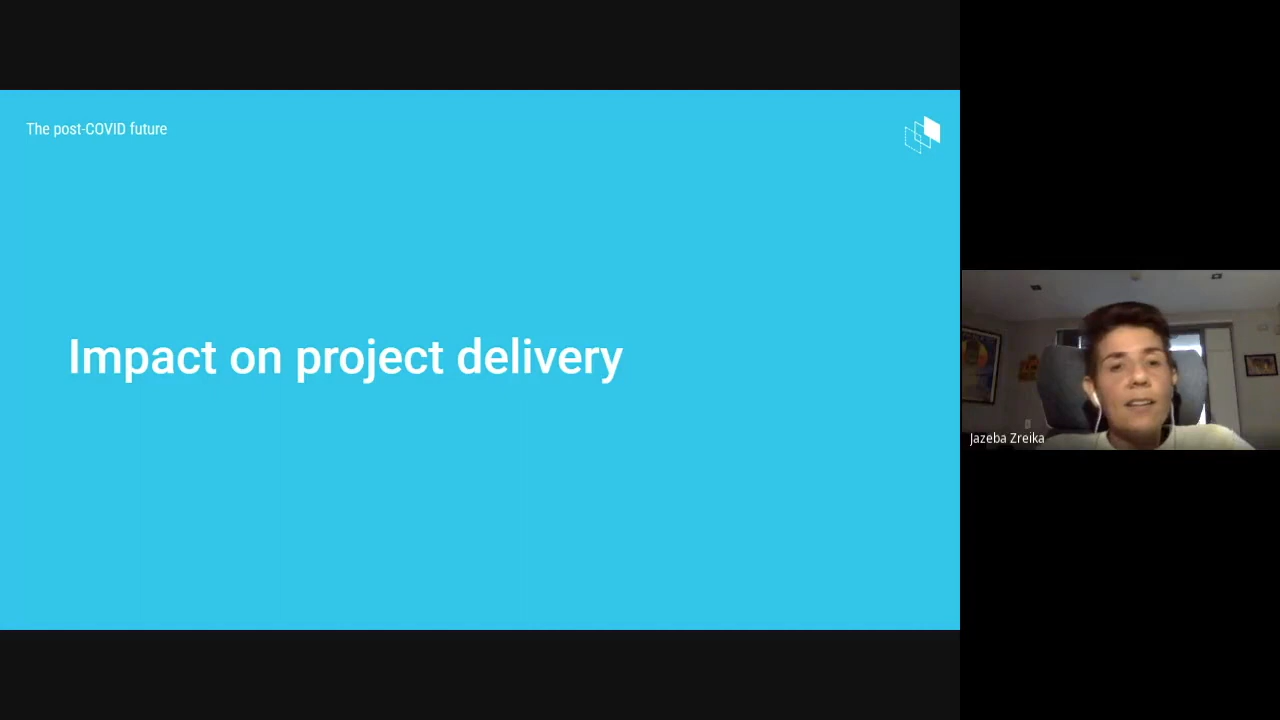 The post-COVID future
Impact on project delivery
Jazeba Zreika